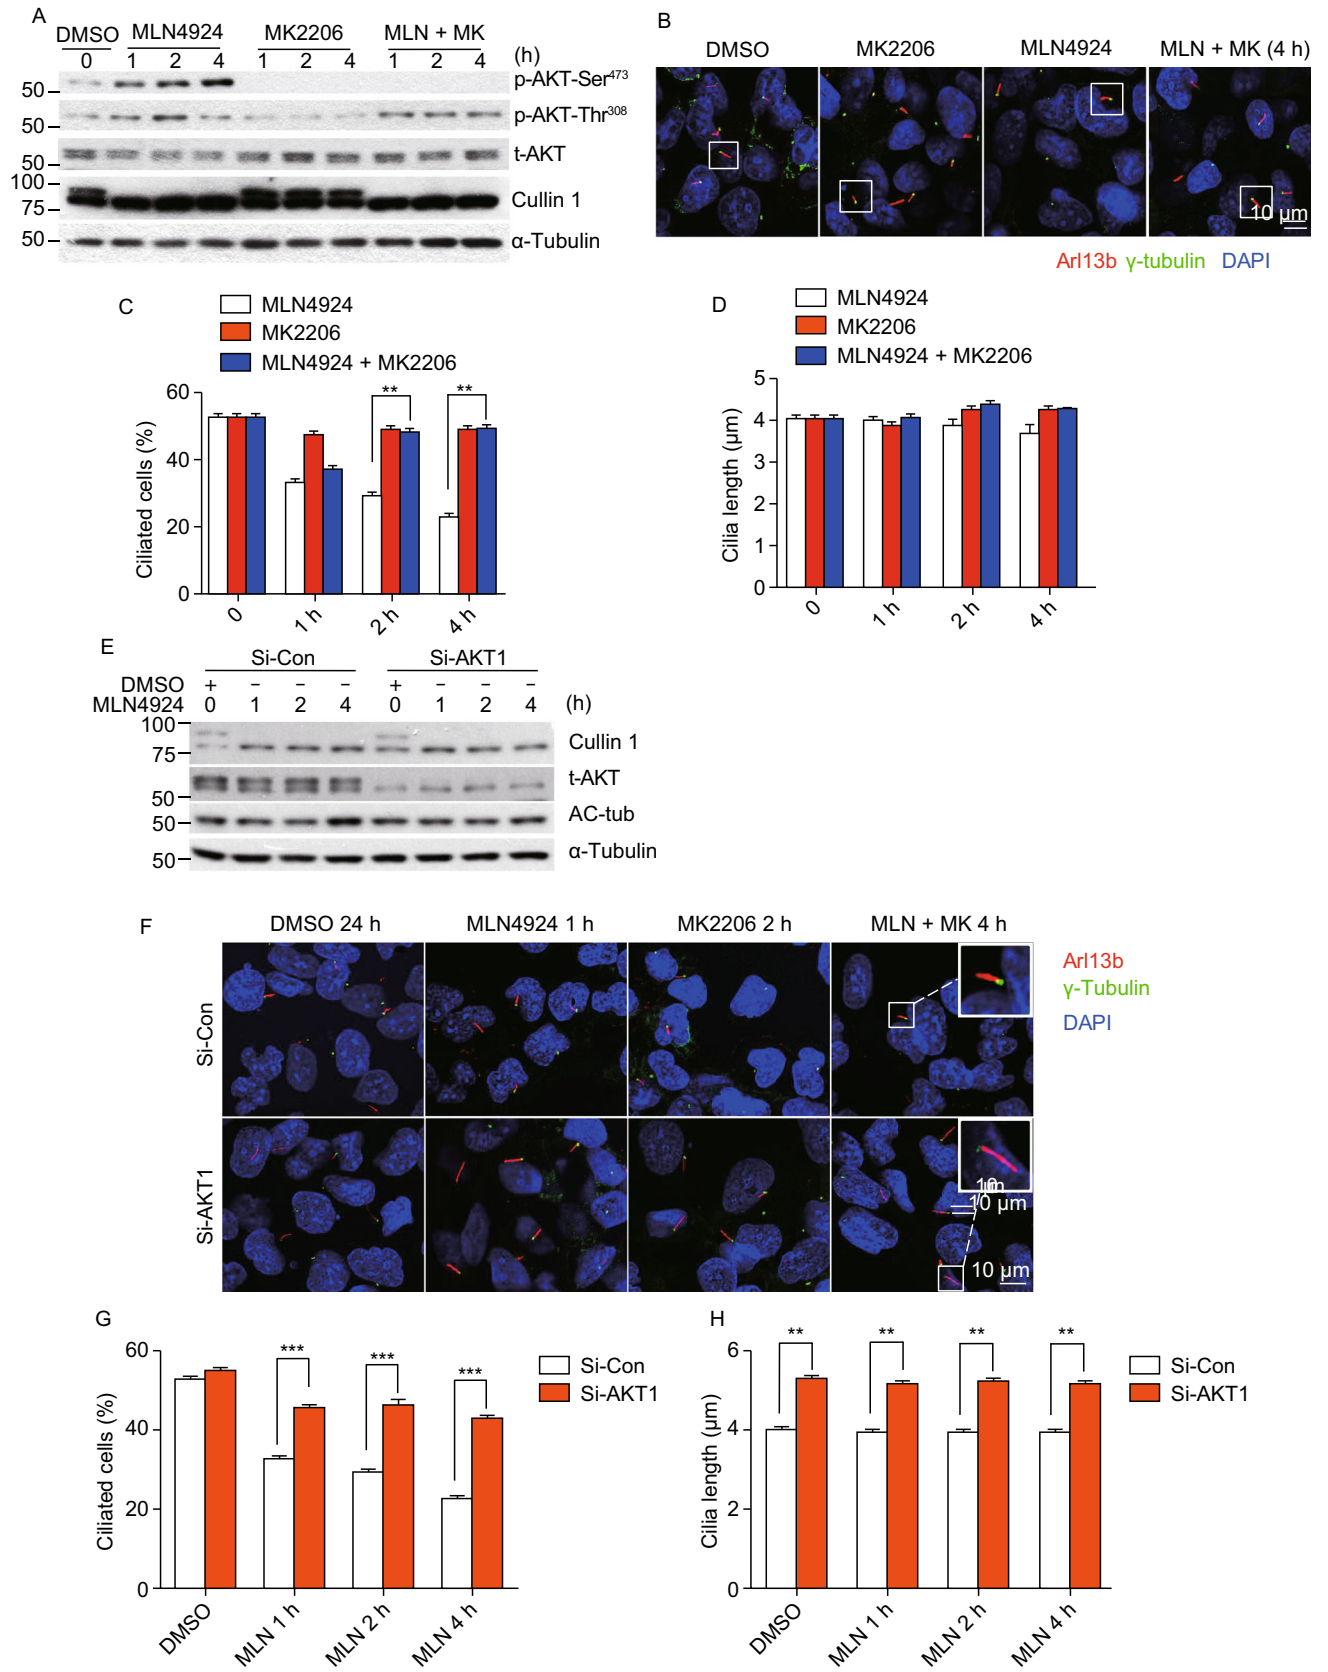 A
DMSO MLN4924 MK2206 MLN + MK
0 1 2 4 1 2 4 1 2 4 (h)
50 p-AKT-Ser473
50 p-AKT-Thr308
50 t-AKT
100
75 Cullin 1
50 α-Tubulin
B
DMSO MK2206 MLN4924 MLN + MK (4 h)
10 μm
Arl13b γ-tubulin DAPI
C
MLN4924
MK2206
MLN4924 + MK2206
Ciliated cells (%)
60
40
20
0
** **
0 1 h 2 h 4 h
D
MLN4924
MK2206
MLN4924 + MK2206
Cilia length (μm)
5
4
3
2
1
0
0 1 h 2 h 4 h
E
Si-Con Si-AKT1
DMSO + − − − + − − −
MLN4924 0 1 2 4 0 1 2 4 (h)
100
75 Cullin 1
50 t-AKT
50 AC-tub
50 α-Tubulin
F
DMSO 24 h MLN4924 1 h MK2206 2 h MLN + MK 4 h
Si-Con
Si-AKT1
Arl13b
γ-Tubulin
DAPI
10 μm
10 μm
G
Si-Con
Si-AKT1
Ciliated cells (%)
60
40
20
0
*** *** ***
DMSO MLN 1 h MLN 2 h MLN 4 h
H
Si-Con
Si-AKT1
Cilia length (μm)
6
4
2
0
** ** ** **
DMSO MLN 1 h MLN 2 h MLN 4 h